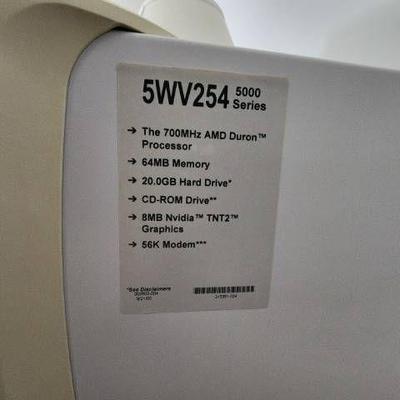 5WV254 5000 Series
→ The 700MHz AMD Duron™
Processor
→ 64MB Memory
→ 20.0GB Hard Drive*
→ CD-ROM Drive**
→ 8MB Nvidia™ TNT2™
Graphics
→ 56K Modem***
*See Disclaimers